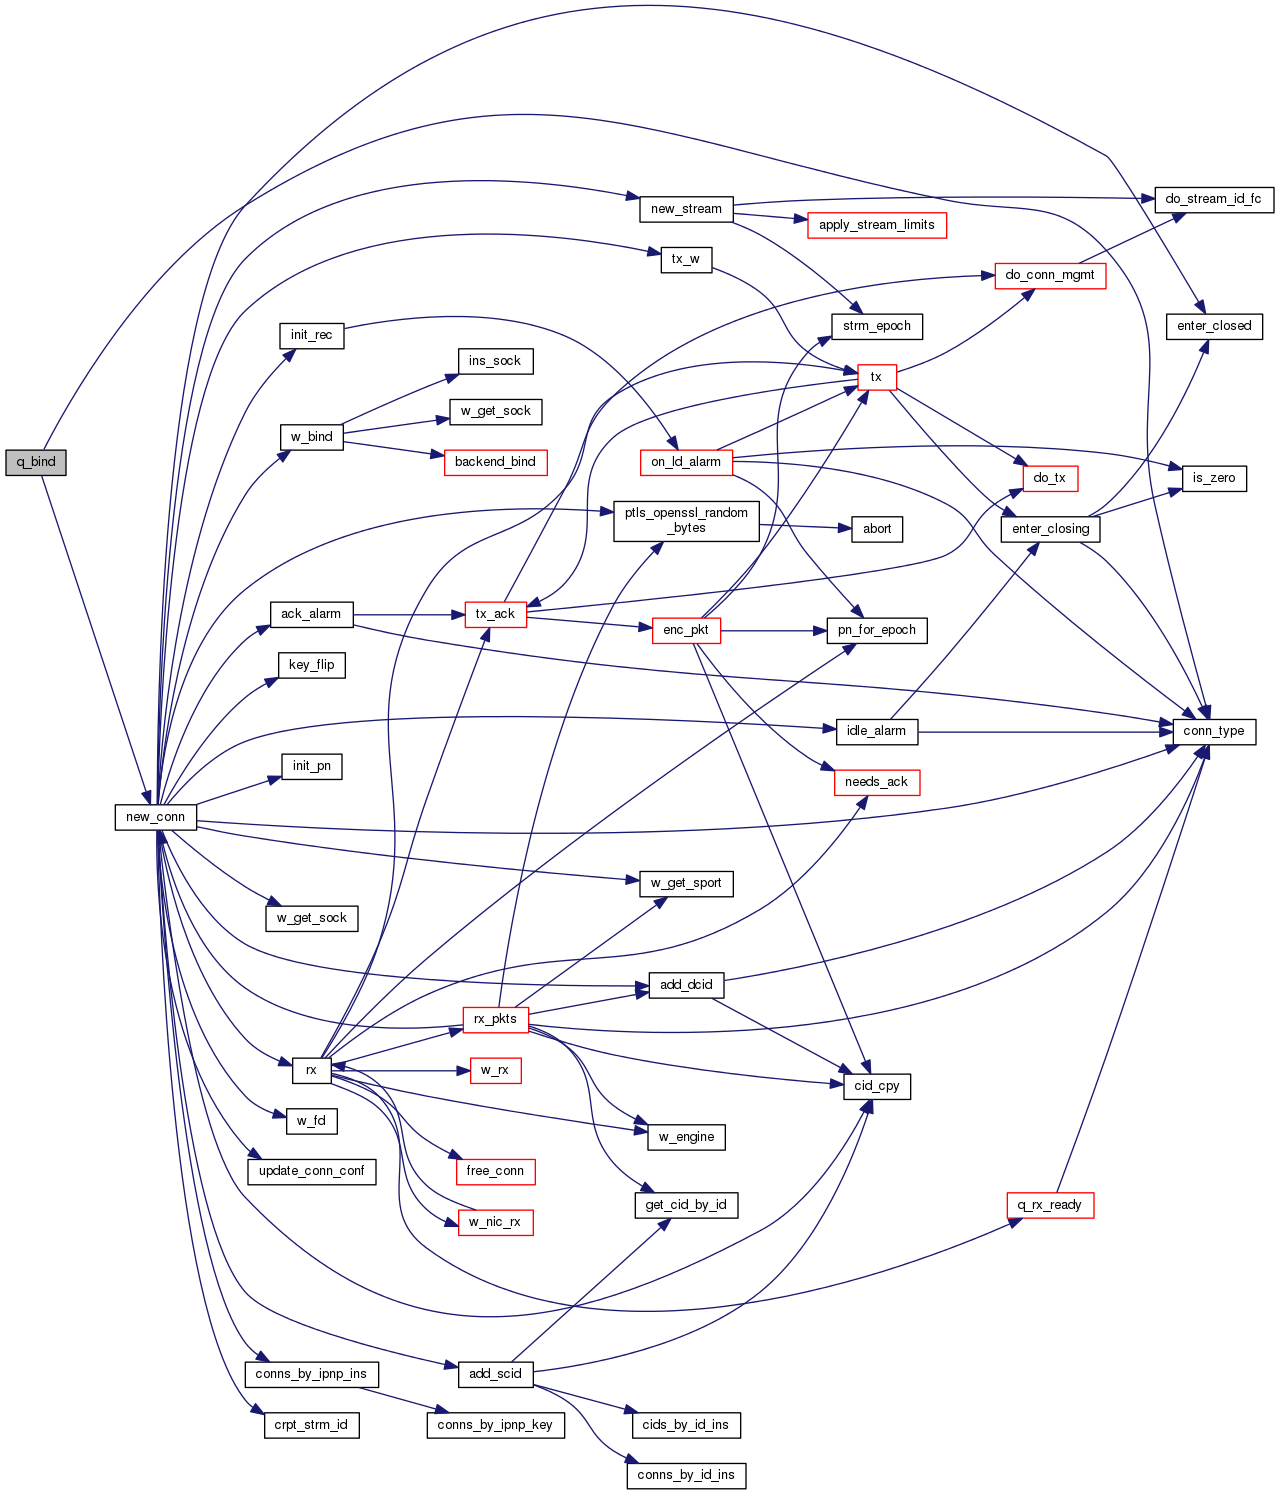 do_stream_id_fc
new_stream
apply_stream_limits
tx_w
do_conn_mgmt
enter_closed
strm_epoch
init_rec
ins_sock
tx
w_get_sock
w_bind
q_bind
backend_bind
on_ld_alarm
is_zero
do_tx
ptls_openssl_random
_bytes
abort
enter_closing
ack_alarm
tx_ack
enc_pkt
pn_for_epoch
key_flip
idle_alarm
conn_type
init_pn
needs_ack
new_conn
w_get_sport
w_get_sock
add_dcid
rx_pkts
rx
w_rx
cid_cpy
w_fd
w_engine
update_conn_conf
free_conn
get_cid_by_id
q_rx_ready
w_nic_rx
conns_by_ipnp_ins
add_scid
crpt_strm_id
conns_by_ipnp_key
cids_by_id_ins
conns_by_id_ins